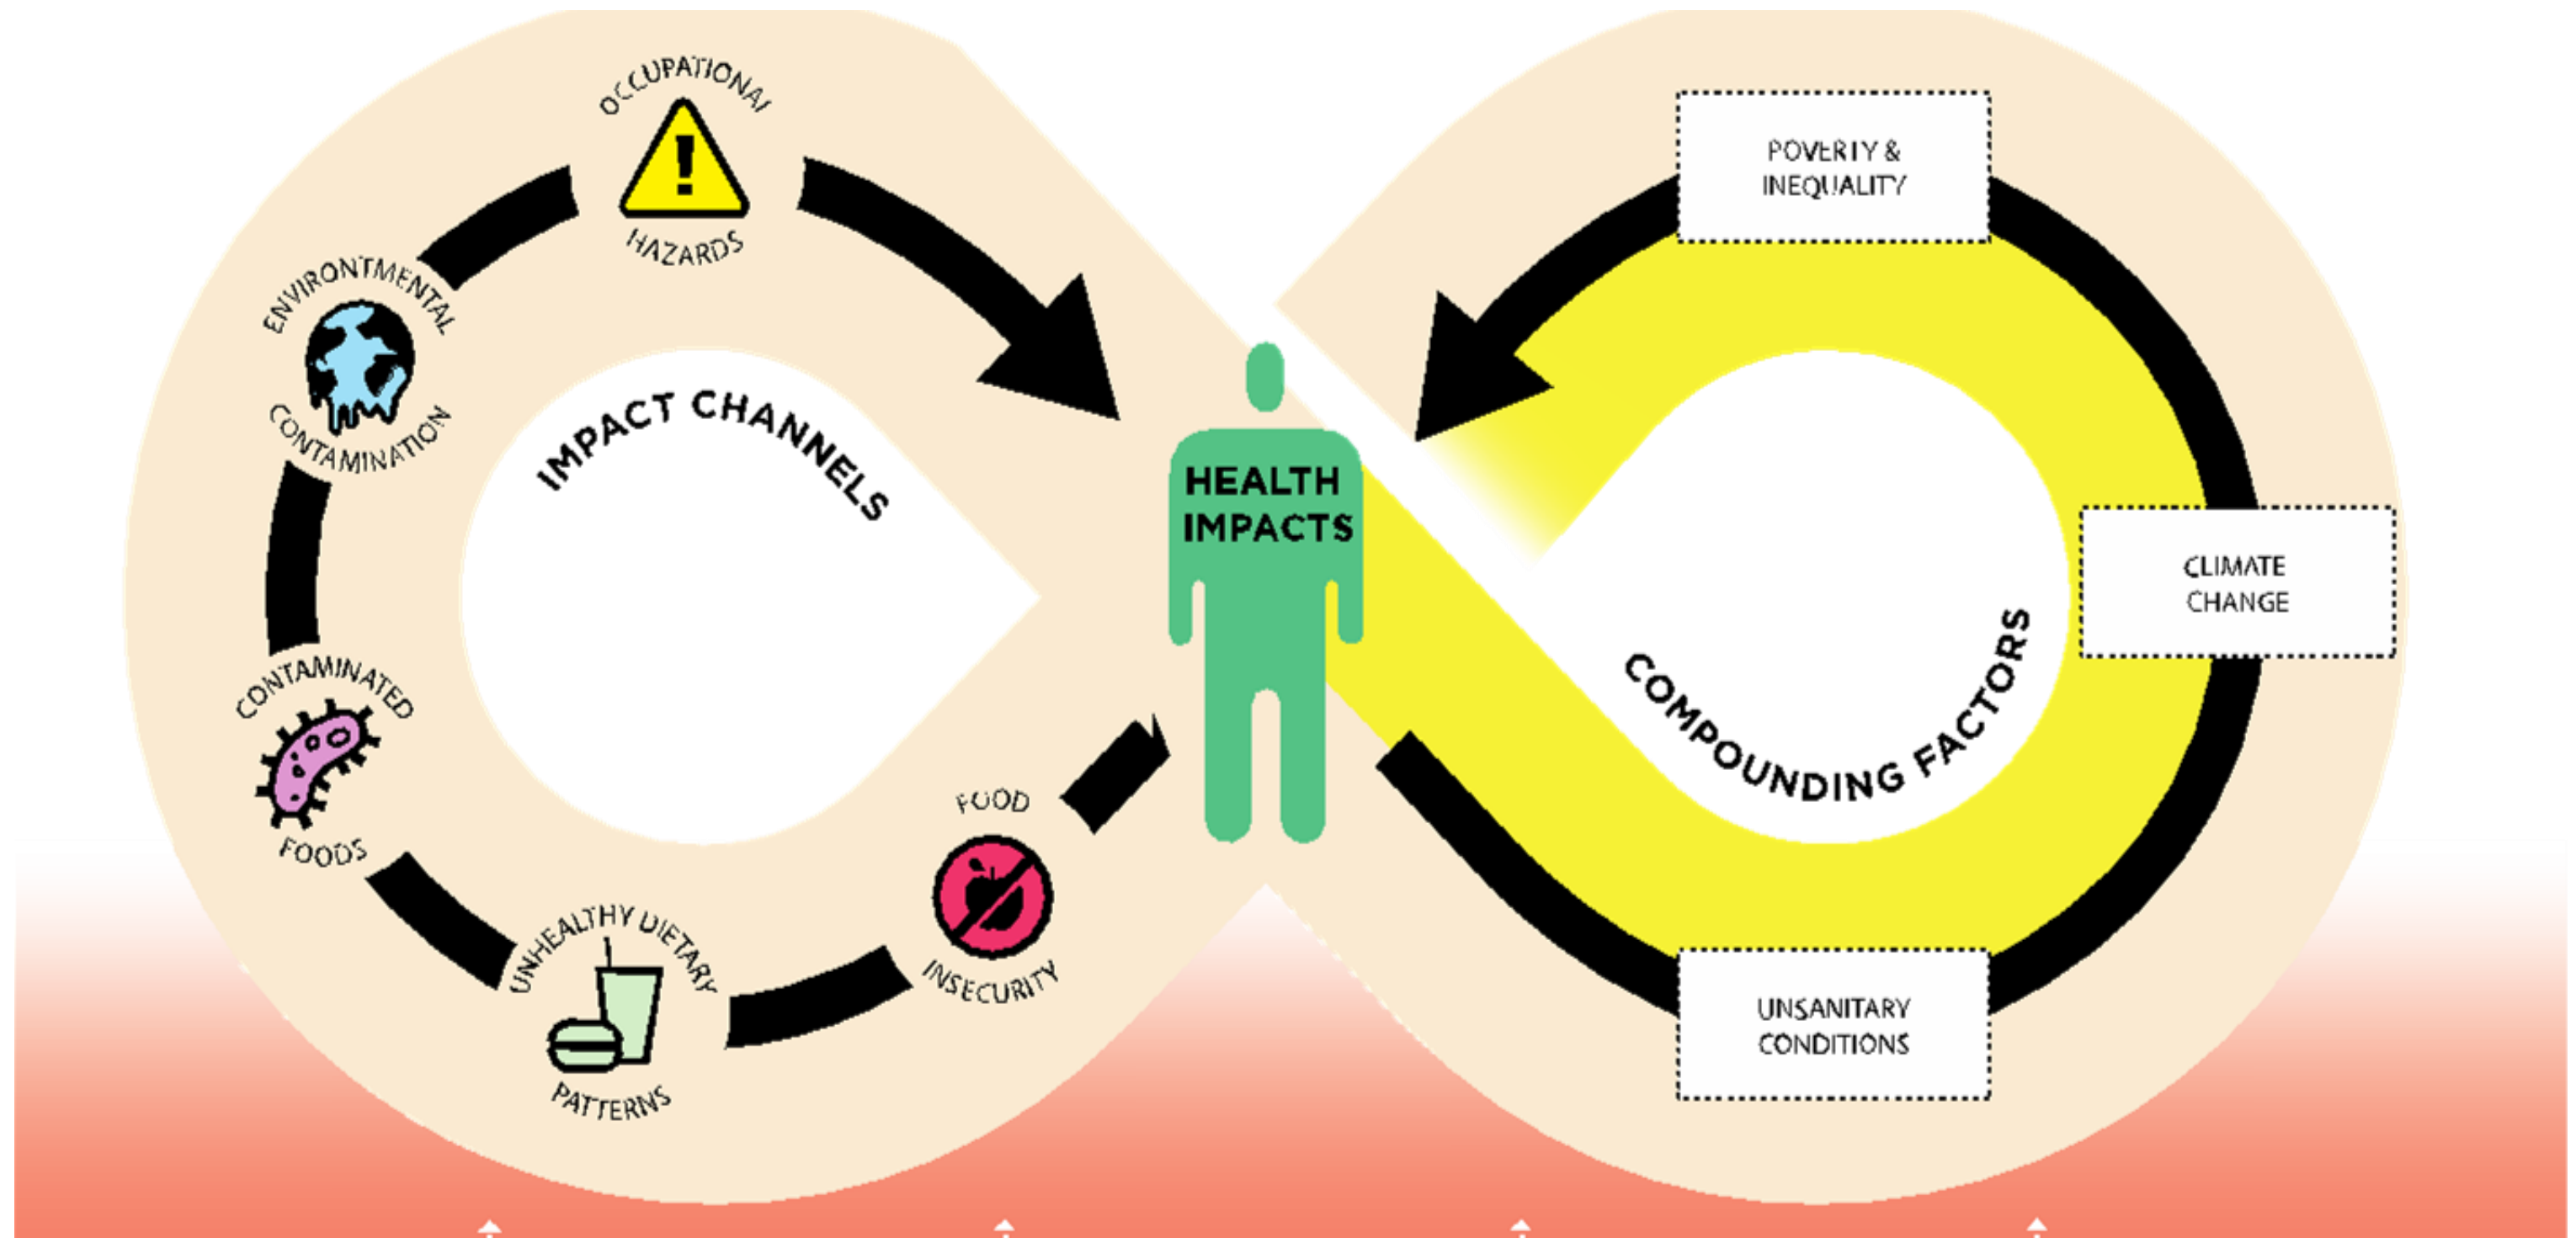 OCCUPATIONAL
HAZARDS
ENVIRONTMENTAL
CONTAMINATION
CONTAMINATED
FOODS
UNHEALTHY DIETARY
PATTERNS
FOOD
INSECURITY
IMPACT CHANNELS
HEALTH
IMPACTS
POVERTY &
INEQUALITY
CLIMATE
CHANGE
UNSANITARY
CONDITIONS
COMPOUNDING FACTORS